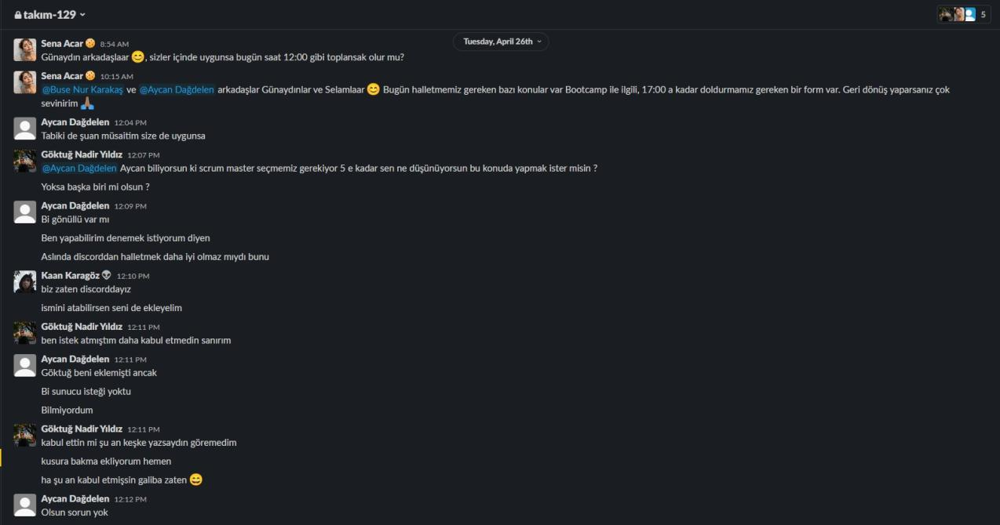 takım-129
5
Tuesday, April 26th
Sena Acar 8:54 AM
Günaydın arkadaşlaar 😊, sizler içinde uygunsa bugün saat 12:00 gibi toplansak olur mu?
Sena Acar 10:15 AM
@Buse Nur Karakaş ve @Aycan Dağdelen arkadaşlar Günaydınlar ve Selamlaar 😊 Bugün halletmemiz gereken bazı konular var Bootcamp ile ilgili, 17:00 a kadar doldurmamız gereken bir form var. Geri dönüş yaparsanız çok
sevinirim 🙏🏽
Aycan Dağdelen 12:04 PM
Tabiki de şuan müsaitim size de uygunsa
Göktuğ Nadir Yıldız 12:07 PM
@Aycan Dağdelen Aycan biliyorsun ki scrum master seçmemiz gerekiyor 5 e kadar sen ne düşünüyorsun bu konuda yapmak ister misin ?
Yoksa başka biri mi olsun ?
Aycan Dağdelen 12:09 PM
Bi gönüllü var mı
Ben yapabilirim denemek istiyorum diyen
Aslında discorddan halletmek daha iyi olmaz mıydı bunu
Kaan Karagöz 👽 12:10 PM
biz zaten discorddayız
ismini atabilirsen seni de ekleyelim
Göktuğ Nadir Yıldız 12:11 PM
ben istek atmıştım daha kabul etmedin sanırım
Aycan Dağdelen 12:11 PM
Göktuğ beni eklemişti ancak
Bi sunucu isteği yoktu
Bilmiyordum
Göktuğ Nadir Yıldız 12:11 PM
kabul ettin mi şu an keşke yazsaydın göremedim
kusura bakma ekliyorum hemen
ha şu an kabul etmişsin galiba zaten 😄
Aycan Dağdelen 12:12 PM
Olsun sorun yok